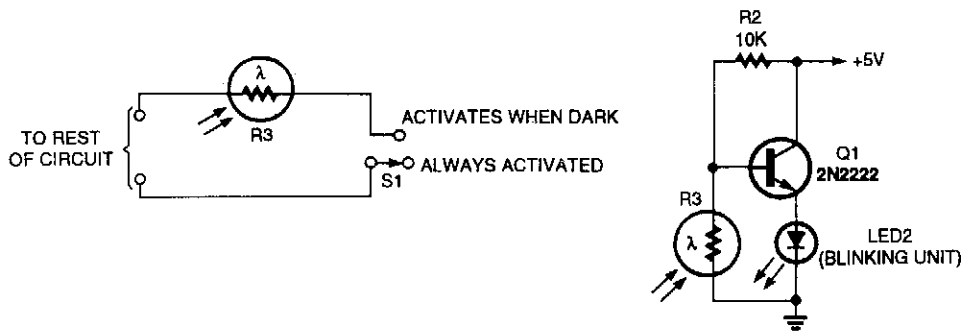 λ
R3
TO REST
OF CIRCUIT
ACTIVATES WHEN DARK
S1
ALWAYS ACTIVATED
R2
10K
+5V
Q1
2N2222
R3
λ
LED2
(BLINKING UNIT)